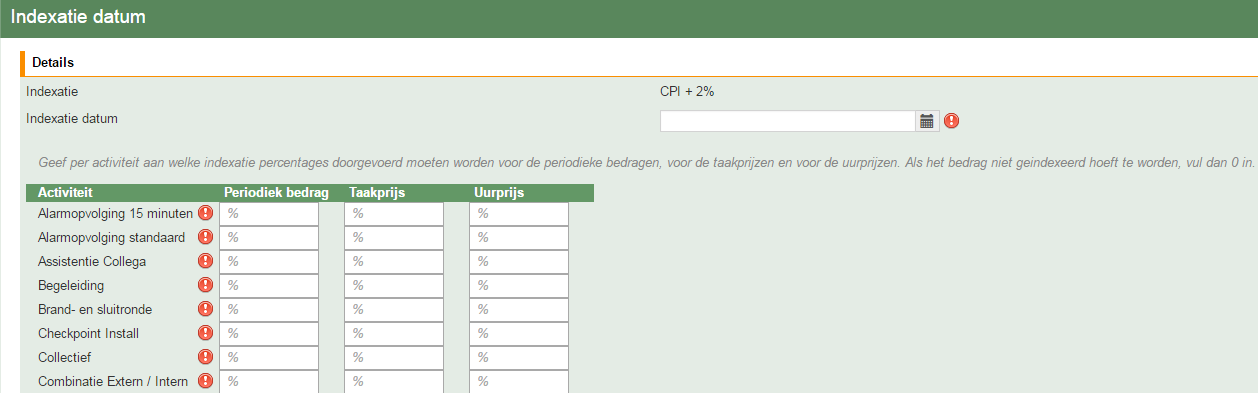 Indexatie datum
Details
Indexatie CPI + 2%
Indexatie datum
Geef per activiteit aan welke indexatie percentages doorgevoerd moeten worden voor de periodieke bedragen, voor de taakprijzen en voor de uurprijzen. Als het bedrag niet geindexeerd hoeft te worden, vul dan 0 in.
Activiteit Periodiek bedrag Taakprijs Uurprijs
Alarmopvolging 15 minuten % % %
Alarmopvolging standaard % % %
Assistentie Collega % % %
Begeleiding % % %
Brand- en sluitronde % % %
Checkpoint Install % % %
Collectief % % %
Combinatie Extern / Intern % % %